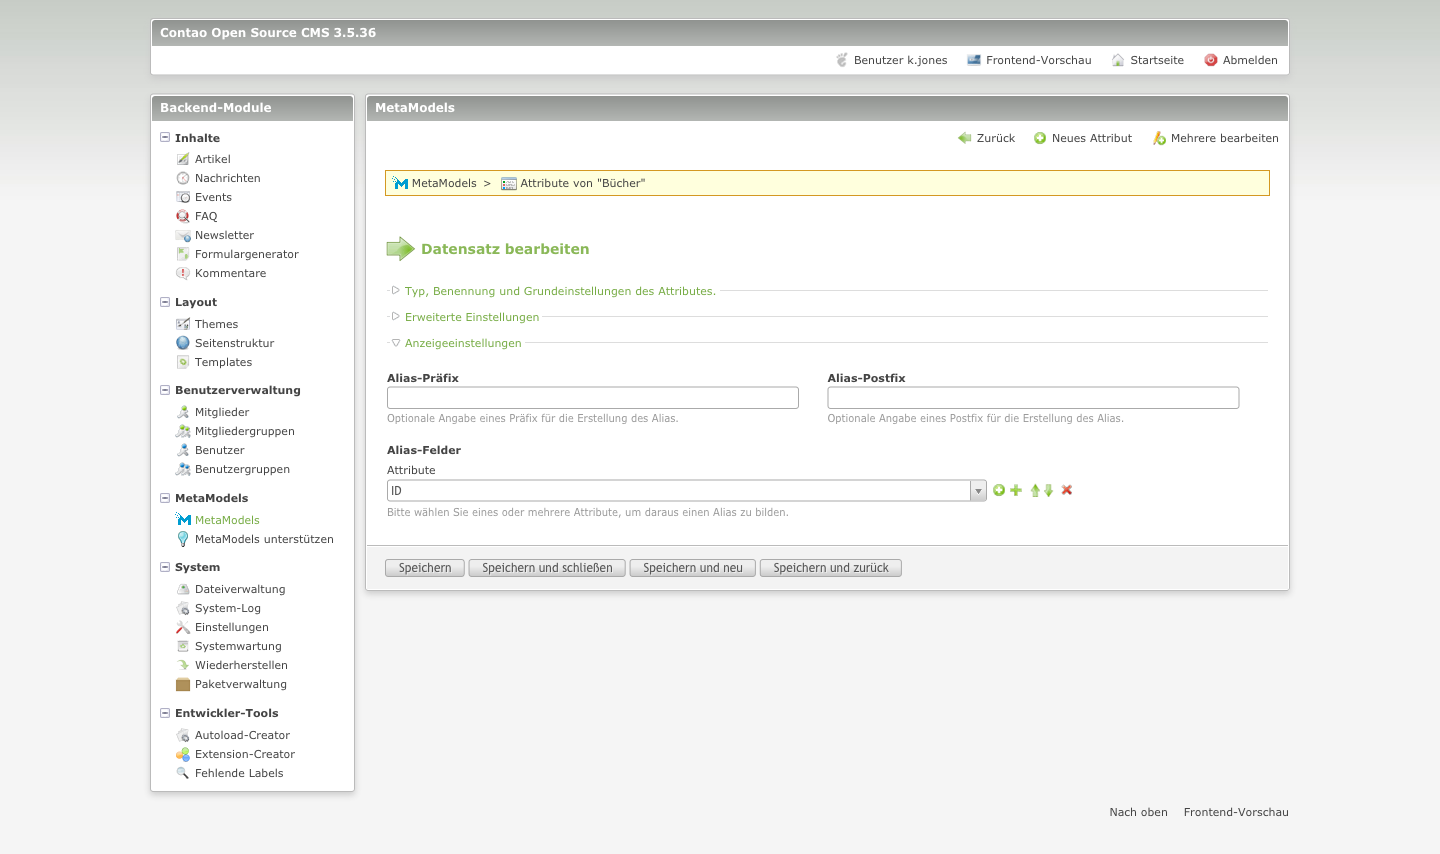 Contao Open Source CMS 3.5.36
Benutzer k.jones Frontend-Vorschau Startseite Abmelden
Backend-Module
Inhalte
Artikel
Nachrichten
Events
FAQ
Newsletter
Formulargenerator
Kommentare
Layout
Themes
Seitenstruktur
Templates
Benutzerverwaltung
Mitglieder
Mitgliedergruppen
Benutzer
Benutzergruppen
MetaModels
MetaModels
MetaModels unterstützen
System
Dateiverwaltung
System-Log
Einstellungen
Systemwartung
Wiederherstellen
Paketverwaltung
Entwickler-Tools
Autoload-Creator
Extension-Creator
Fehlende Labels
MetaModels
Zurück Neues Attribut Mehrere bearbeiten
MetaModels > Attribute von "Bücher"
Datensatz bearbeiten
Typ, Benennung und Grundeinstellungen des Attributes.
Erweiterte Einstellungen
Anzeigeeinstellungen
Alias-Präfix
Optionale Angabe eines Präfix für die Erstellung des Alias.
Alias-Postfix
Optionale Angabe eines Postfix für die Erstellung des Alias.
Alias-Felder
Attribute
ID
Bitte wählen Sie eines oder mehrere Attribute, um daraus einen Alias zu bilden.
Speichern Speichern und schließen Speichern und neu Speichern und zurück
Nach oben Frontend-Vorschau